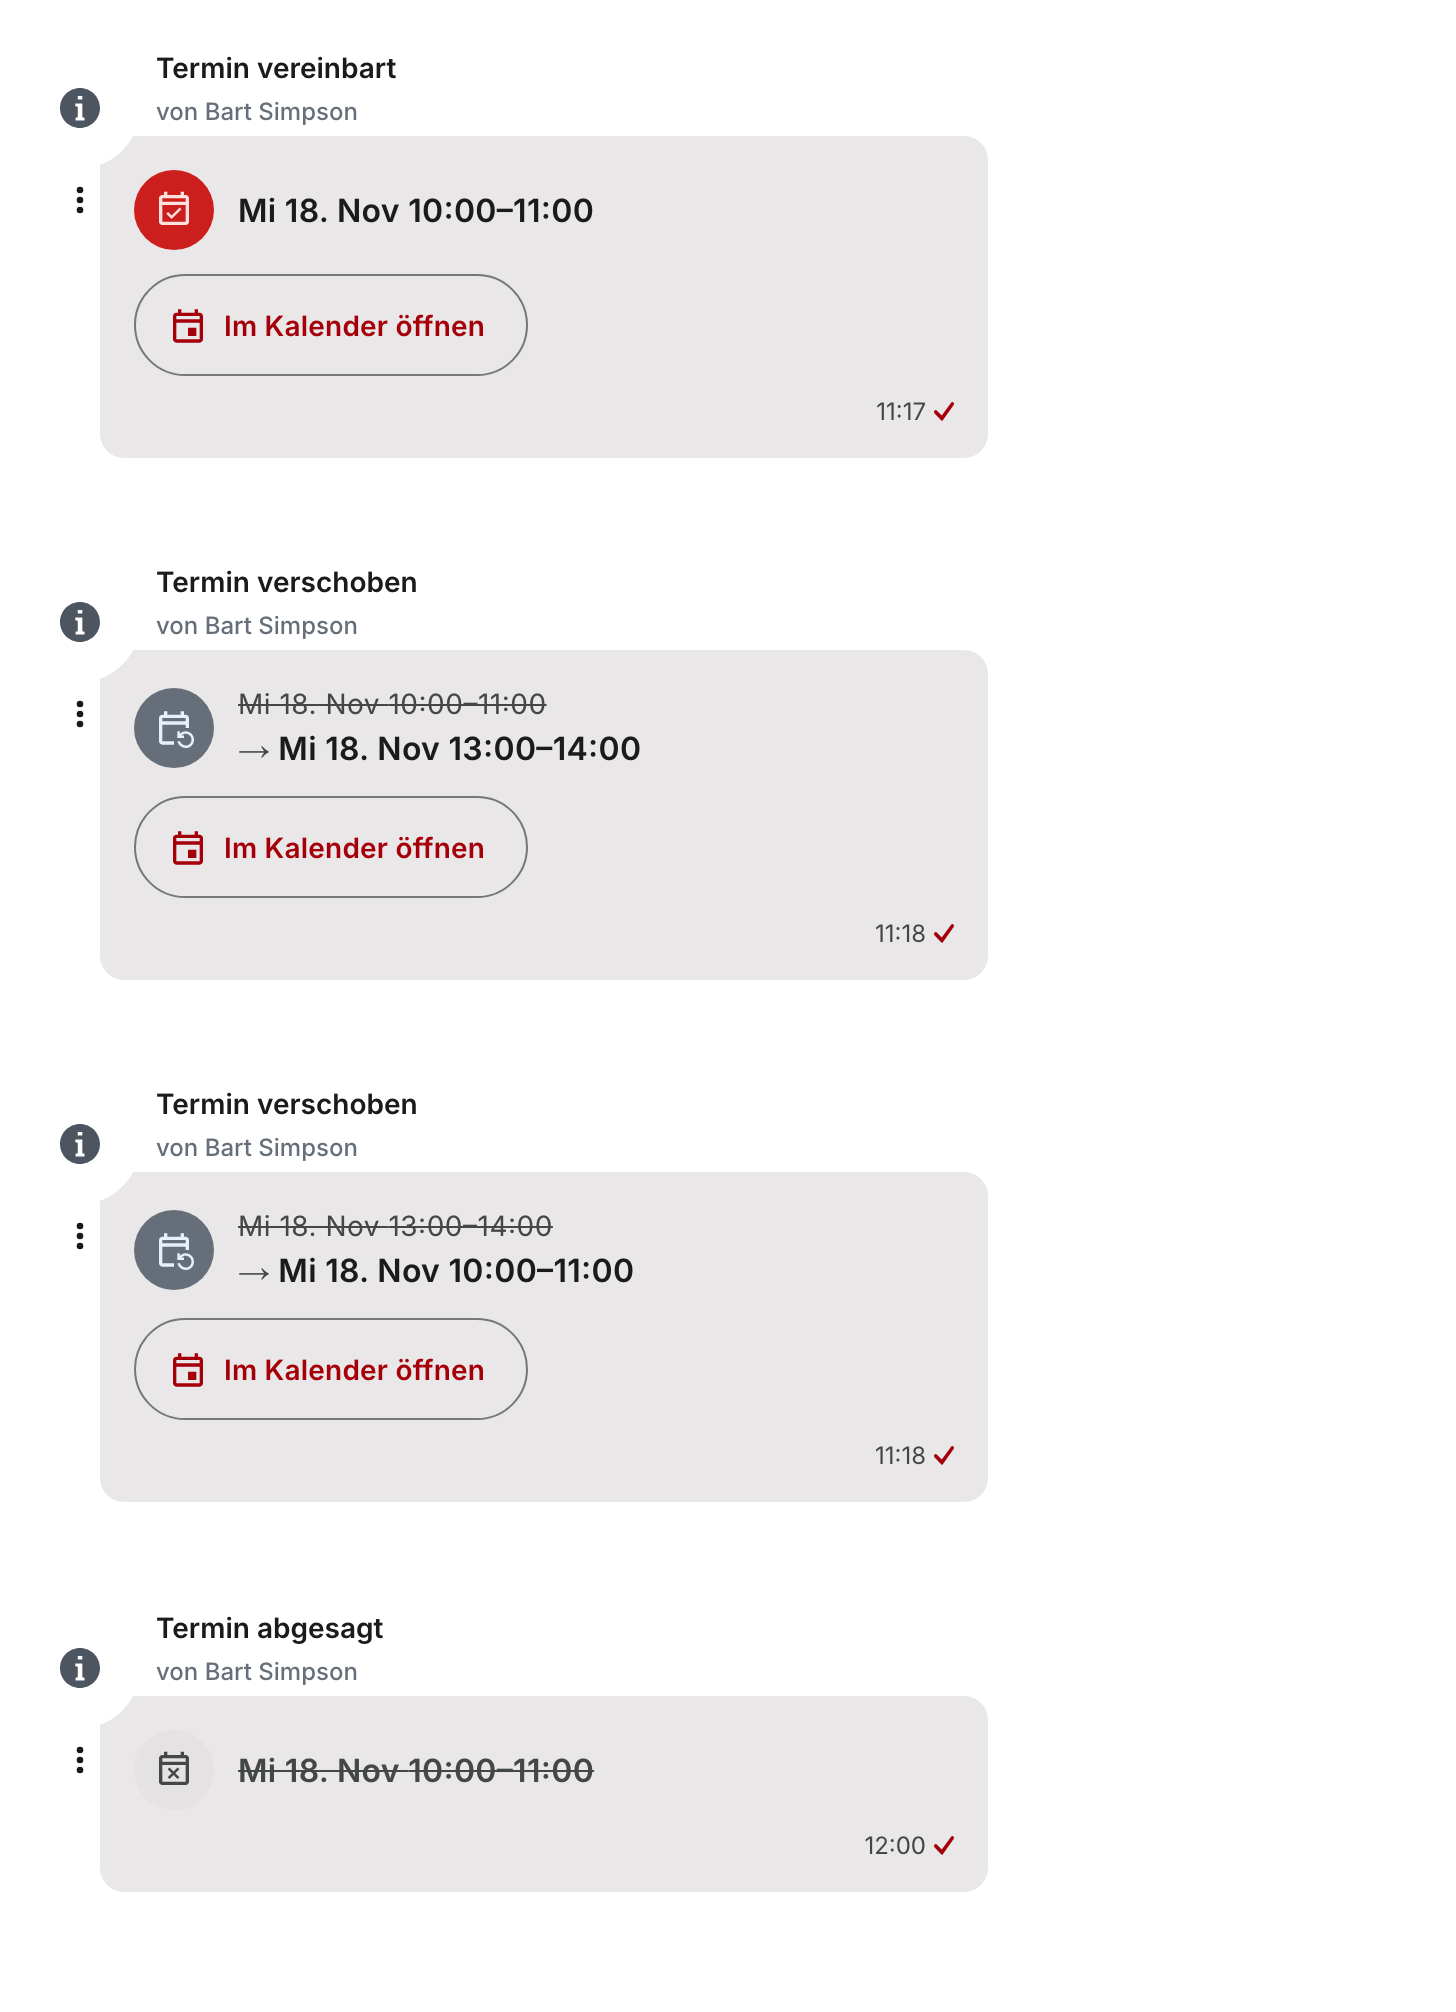 Termin vereinbart
von Bart Simpson
Mi 18. Nov 10:00–11:00
Im Kalender öffnen
11:17
Termin verschoben
von Bart Simpson
Mi 18. Nov 10:00–11:00
→ Mi 18. Nov 13:00–14:00
Im Kalender öffnen
11:18
Termin verschoben
von Bart Simpson
Mi 18. Nov 13:00–14:00
→ Mi 18. Nov 10:00–11:00
Im Kalender öffnen
11:18
Termin abgesagt
von Bart Simpson
Mi 18. Nov 10:00–11:00
12:00